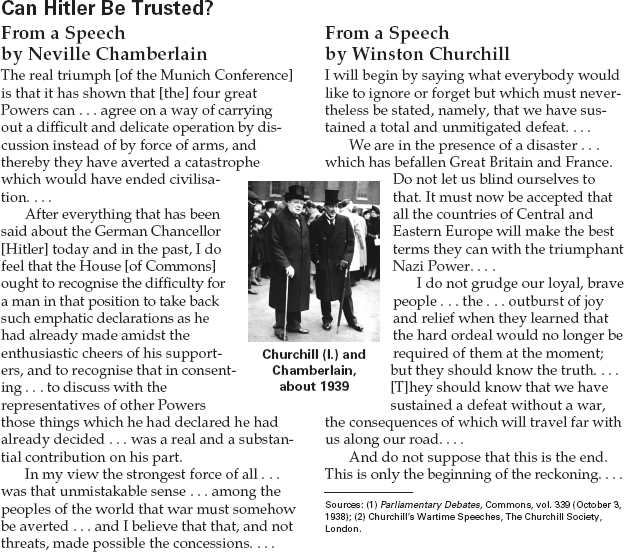 Can Hitler Be Trusted?
From a Speech
by Neville Chamberlain
The real triumph [of the Munich Conference]
is that it has shown that [the] four great
Powers can . . . agree on a way of carrying
out a difficult and delicate operation by dis-
cussion instead of by force of arms, and
thereby they have averted a catastrophe
which would have ended civilisa-
tion. . . .
After everything that has been
said about the German Chancellor
[Hitler] today and in the past, I do
feel that the House [of Commons]
ought to recognise the difficulty for
a man in that position to take back
such emphatic declarations as he
had already made amidst the
enthusiastic cheers of his support-
ers, and to recognise that in consent-
ing . . . to discuss with the
representatives of other Powers
those things which he had declared he had
already decided . . . was a real and a substan-
tial contribution on his part.
In my view the strongest force of all . . .
was that unmistakable sense . . . among the
peoples of the world that war must somehow
be averted . . . and I believe that that, and not
threats, made possible the concessions. . . .
Churchill (l.) and
Chamberlain,
about 1939
From a Speech
by Winston Churchill
I will begin by saying what everybody would
like to ignore or forget but which must never-
theless be stated, namely, that we have sus-
tained a total and unmitigated defeat. . . .
We are in the presence of a disaster . . .
which has befallen Great Britain and France.
Do not let us blind ourselves to
that. It must now be accepted that
all the countries of Central and
Eastern Europe will make the best
terms they can with the triumphant
Nazi Power. . . .
I do not grudge our loyal, brave
people . . . the . . . outburst of joy
and relief when they learned that
the hard ordeal would no longer be
required of them at the moment;
but they should know the truth. . . .
[T]hey should know that we have
sustained a defeat without a war,
the consequences of which will travel far with
us along our road. . . .
And do not suppose that this is the end.
This is only the beginning of the reckoning. . . .
Sources: (1) Parliamentary Debates, Commons, vol. 339 (October 3,
1938); (2) Churchill's Wartime Speeches, The Churchill Society,
London.